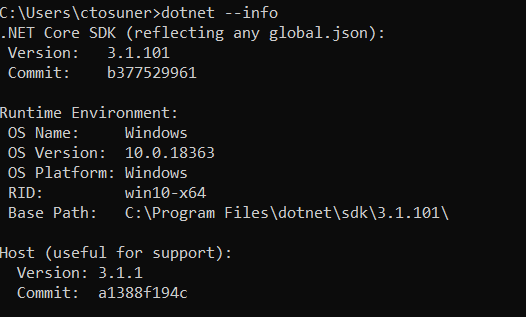 C:\Users\ctosuner>dotnet --info
.NET Core SDK (reflecting any global.json):
 Version:   3.1.101
 Commit:    b377529961

Runtime Environment:
 OS Name:     Windows
 OS Version:  10.0.18363
 OS Platform: Windows
 RID:         win10-x64
 Base Path:   C:\Program Files\dotnet\sdk\3.1.101\

Host (useful for support):
  Version: 3.1.1
  Commit:  a1388f194c